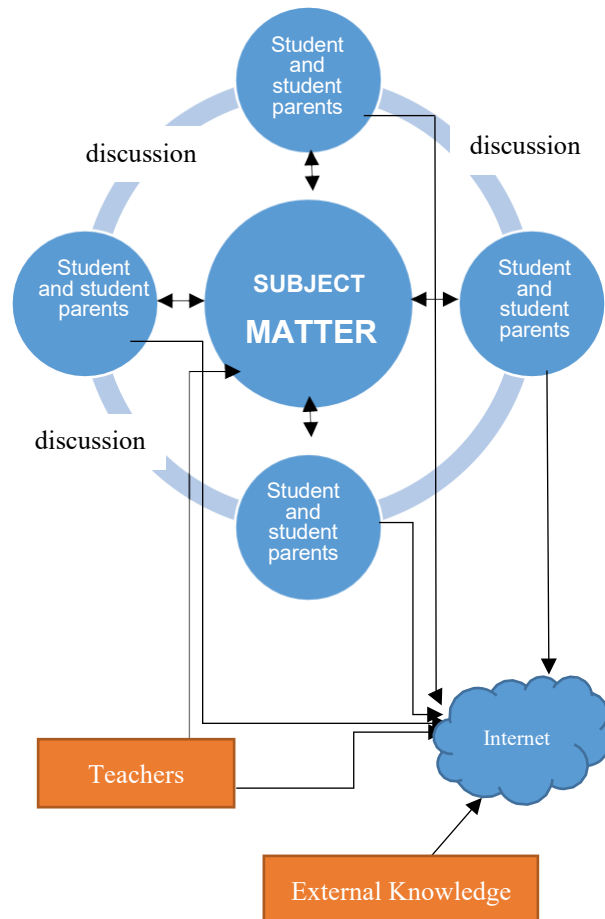 Student
and
student
parents
discussion
discussion
Student
and student
parents
SUBJECT
MATTER
Student
and
student
parents
discussion
Student
and
student
parents
Internet
Teachers
External Knowledge